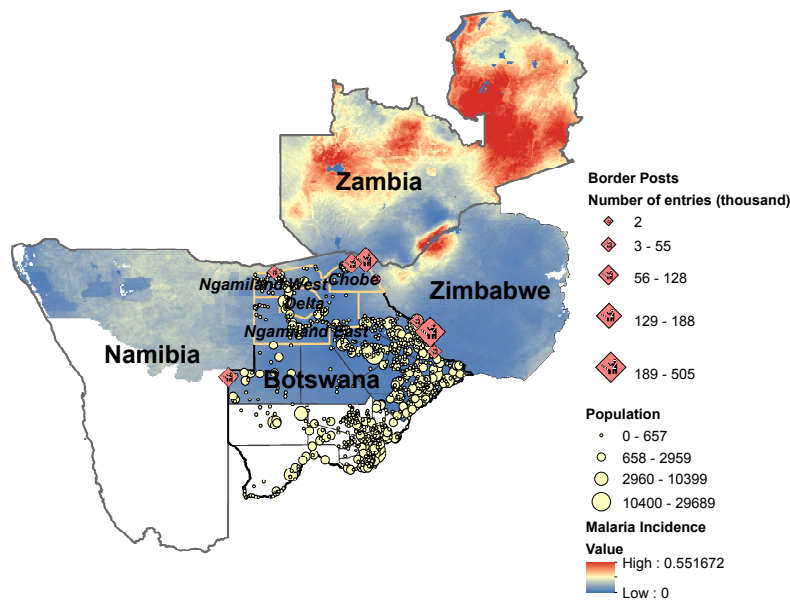 Zambia
Ngamiland West
Chobe
Delta
Zimbabwe
Ngamiland East
Namibia
Botswana
Border Posts
Number of entries (thousand)
2
3 - 55
56 - 128
129 - 188
189 - 505
Population
0 - 657
658 - 2959
2960 - 10399
10400 - 29689
Malaria Incidence
Value
High : 0.551672
Low : 0